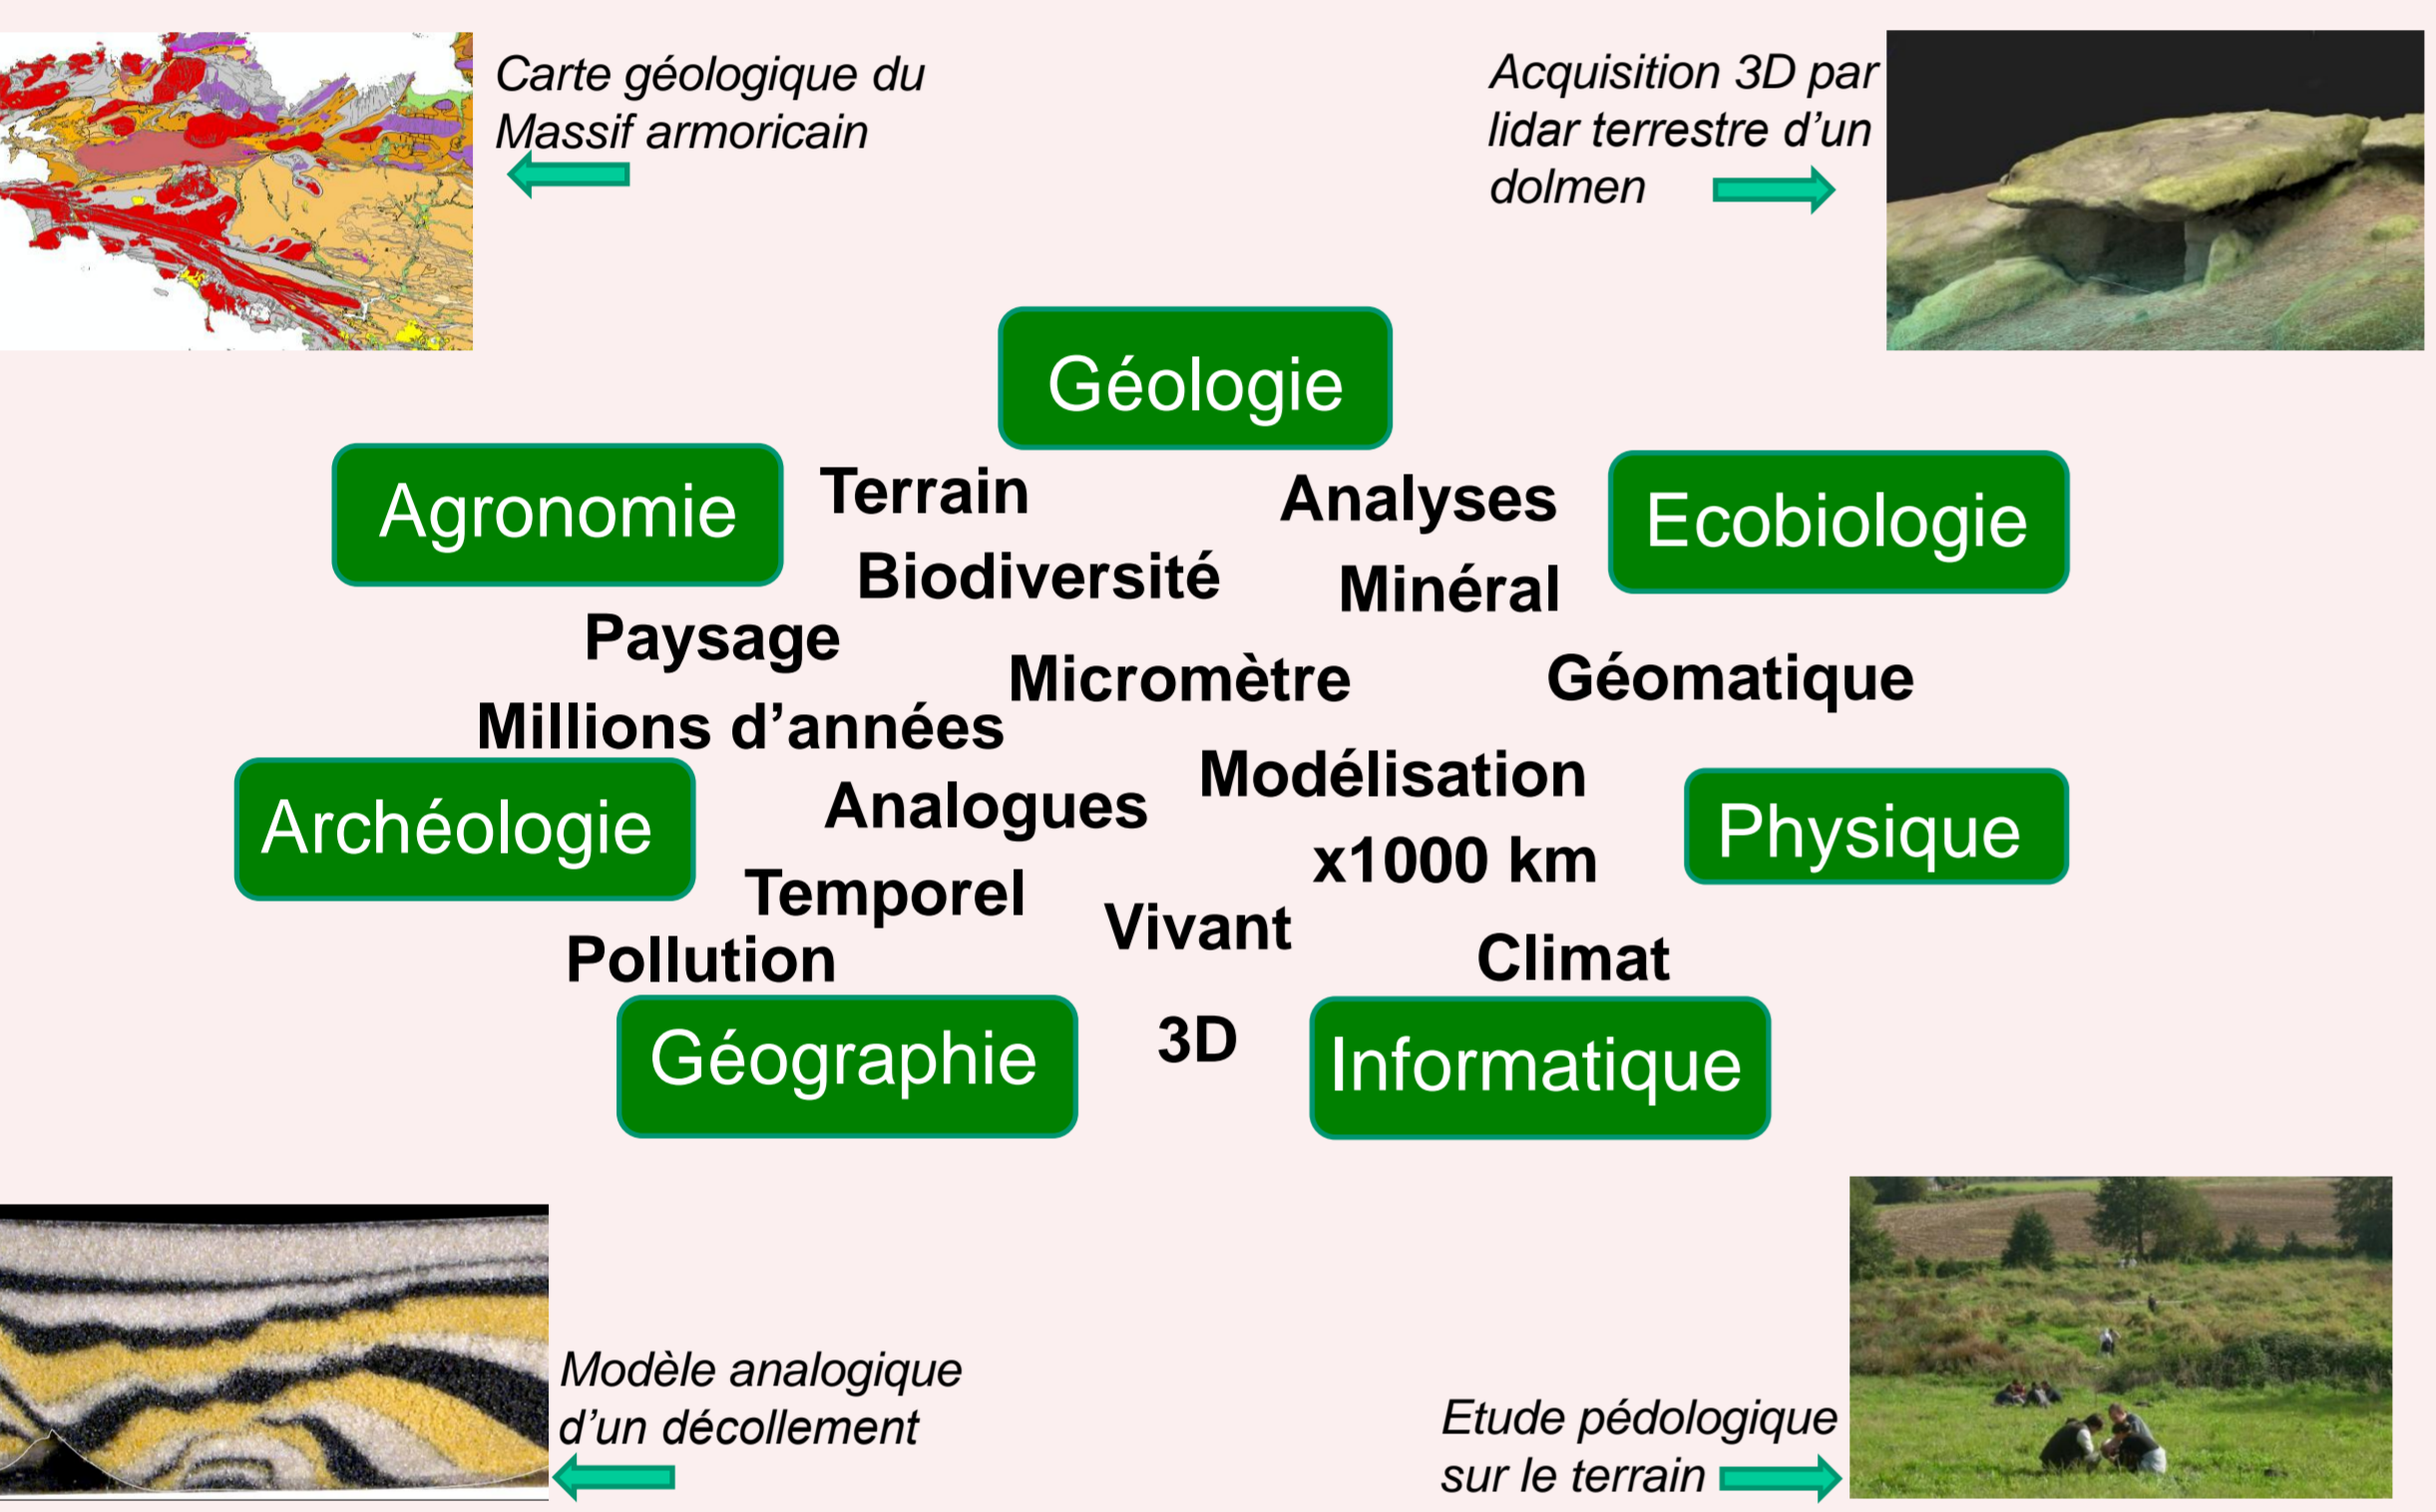 Carte géologique du
Massif armoricain
Acquisition 3D par
lidar terrestre d'un
dolmen
Géologie
Agronomie
Terrain
Analyses
Ecobiologie
Biodiversité
Minéral
Paysage
Micromètre
Géomatique
Millions d'années
Modélisation
Archéologie
Analogues
Physique
x1000 km
Temporel
Vivant
Pollution
Climat
Géographie
3D
Informatique
Modèle analogique
d'un décollement
Etude pédologique
sur le terrain